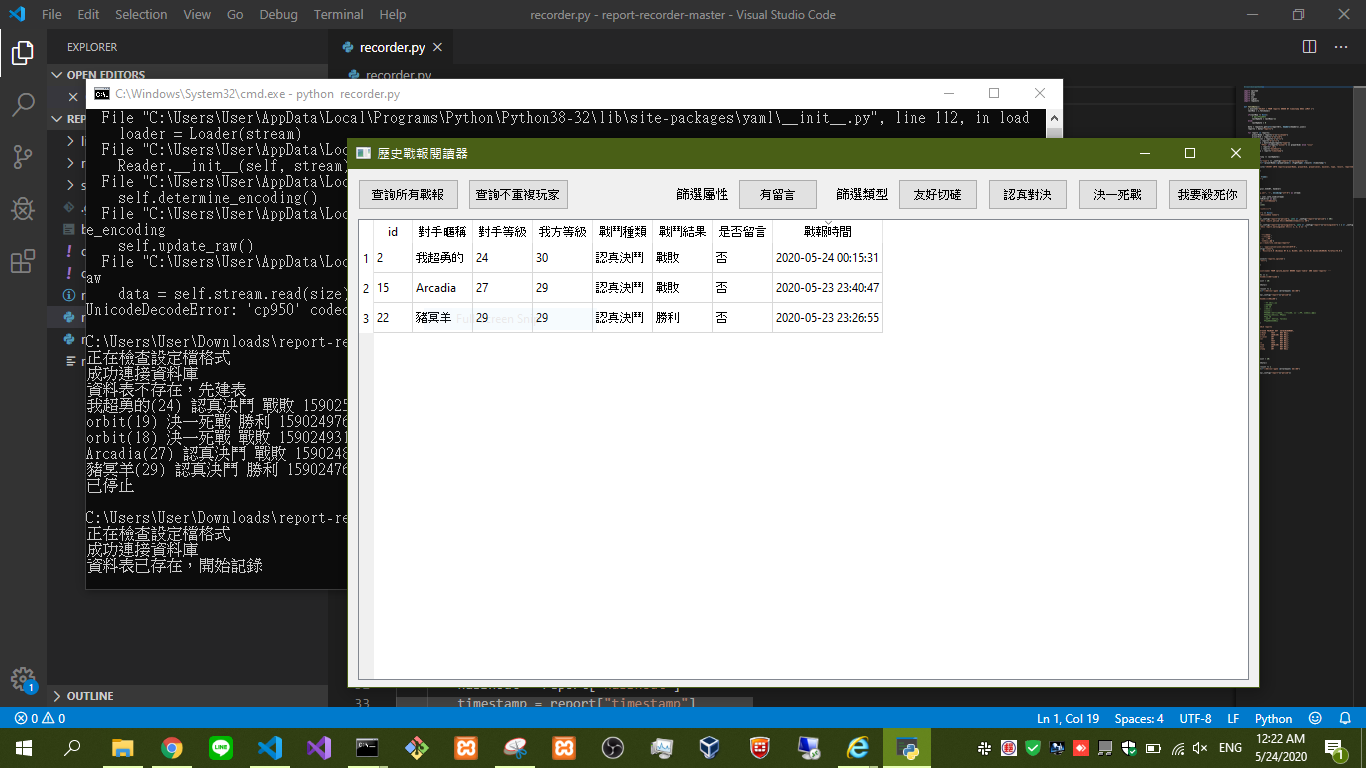 File Edit Selection View Go Debug Terminal Help
recorder.py - report-recorder-master - Visual Studio Code
EXPLORER
recorder.py
OPEN EDITORS
recorder.py
C:\Windows\System32\cmd.exe - python recorder.py
File "C:\Users\User\AppData\Local\Programs\Python\Python38-32\lib\site-packages\yaml\__init__.py", line 112, in load
loader = Loader(stream)
File "C:\Users\User\AppData\Loca
Reader.__init__(self, stream)
File "C:\Users\User\AppData\Loca
self.determine_encoding()
File "C:\Users\User\AppData\Loca
e_encoding
self.update_raw()
File "C:\Users\User\AppData\Loca
aw
data = self.stream.read(size)
UnicodeDecodeError: 'cp950' codec
C:\Users\User\Downloads\report-re
正在檢查設定檔格式
成功連接資料庫
資料表不存在，先建表
我超勇的(24) 認真決鬥 戰敗 159025
orbit(19) 決一死戰 勝利 159024976
orbit(18) 決一死戰 戰敗 159024931
Arcadia(27) 認真決鬥 戰敗 1590248
豬冥羊(29) 認真決鬥 勝利 15902476
已停止
C:\Users\User\Downloads\report-re
正在檢查設定檔格式
成功連接資料庫
資料表已存在，開始記錄
歷史戰報閱讀器
查詢所有戰報 查詢不重複玩家 篩選屬性 有留言 篩選類型 友好切磋 認真對決 決一死戰 我要殺死你
id 對手暱稱 對手等級 我方等級 戰鬥種類 戰鬥結果 是否留言 戰報時間
1 2 我超勇的 24 30 認真決鬥 戰敗 否 2020-05-24 00:15:31
2 15 Arcadia 27 29 認真決鬥 戰敗 否 2020-05-23 23:40:47
3 22 豬冥羊 29 29 認真決鬥 勝利 否 2020-05-23 23:26:55
Full-screen Snip
OUTLINE
33 timestamp = report["timestamp"]
0 0
Ln 1, Col 19 Spaces: 4 UTF-8 LF Python
1
ENG
12:22 AM
5/24/2020
1